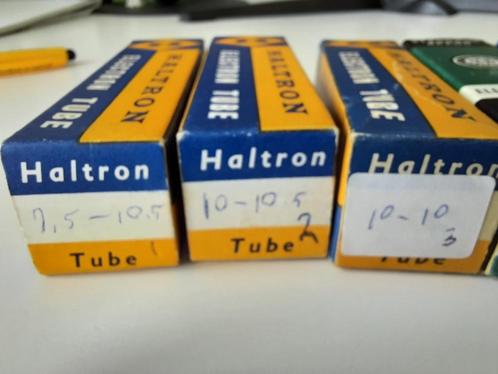 HALTRON
ELECTRON TUBE
Haltron
7,5 – 10.5
1
Tube
HALTRON
ELECTRON TUBE
Haltron
10 – 10.5
2
Tube
HALTRON
ELECTRON TUBE
Haltron
10 – 10
3
Tube